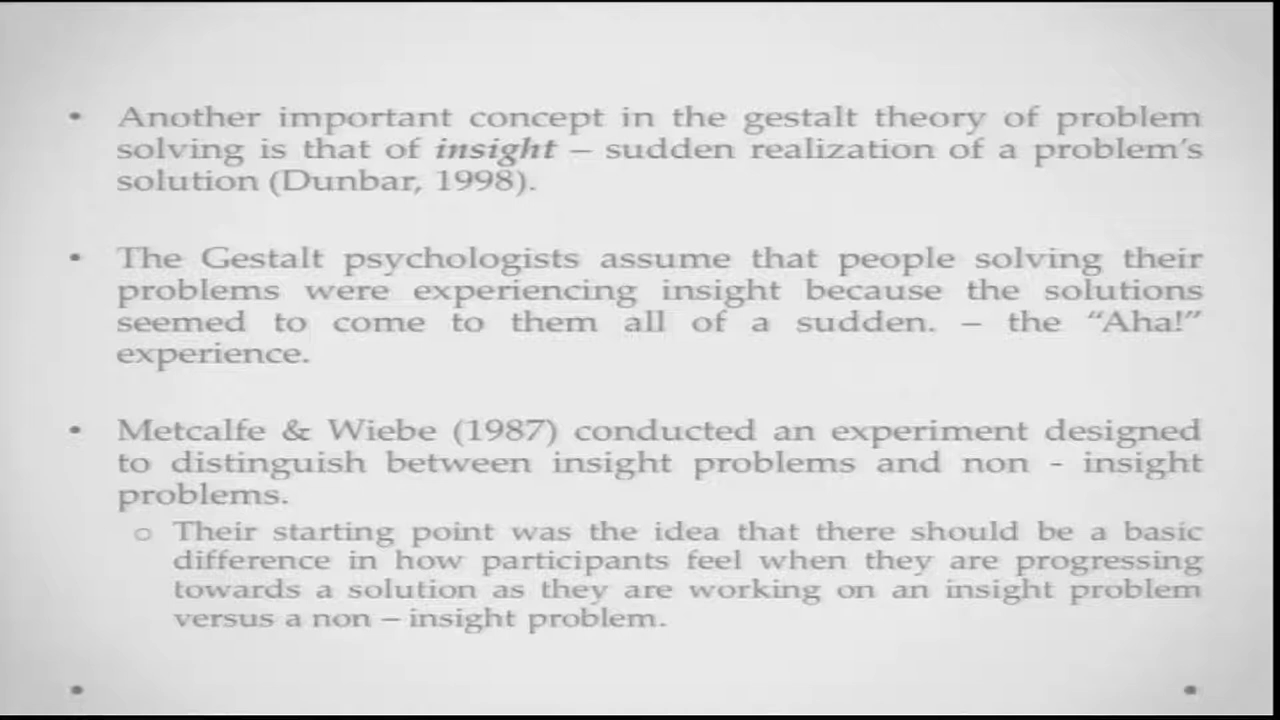 • Another important concept in the gestalt theory of problem
solving is that of insight – sudden realization of a problem's
solution (Dunbar, 1998).
• The Gestalt psychologists assume that people solving their
problems were experiencing insight because the solutions
seemed to come to them all of a sudden. – the “Aha!”
experience.
• Metcalfe & Wiebe (1987) conducted an experiment designed
to distinguish between insight problems and non - insight
problems.
o Their starting point was the idea that there should be a basic
difference in how participants feel when they are progressing
towards a solution as they are working on an insight problem
versus a non – insight problem.